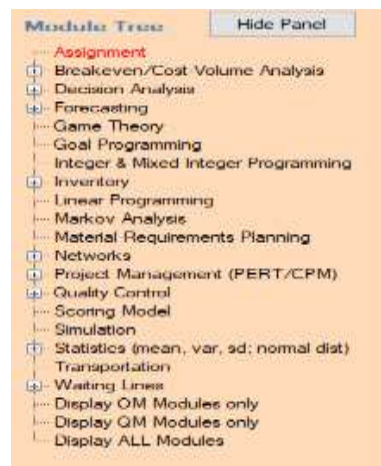 Module Tree
Hide Panel
Assignment
Breakeven/Cost Volume Analysis
Decision Analysis
Forecasting
Game Theory
Goal Programming
Integer & Mixed Integer Programming
Inventory
Linear Programming
Markov Analysis
Material Requirements Planning
Networks
Project Management (PERT/CPM)
Quality Control
Scoring Model
Simulation
Statistics (mean, var, sd; normal dist)
Transportation
Waiting Lines
Display OM Modules only
Display QM Modules only
Display ALL Modules